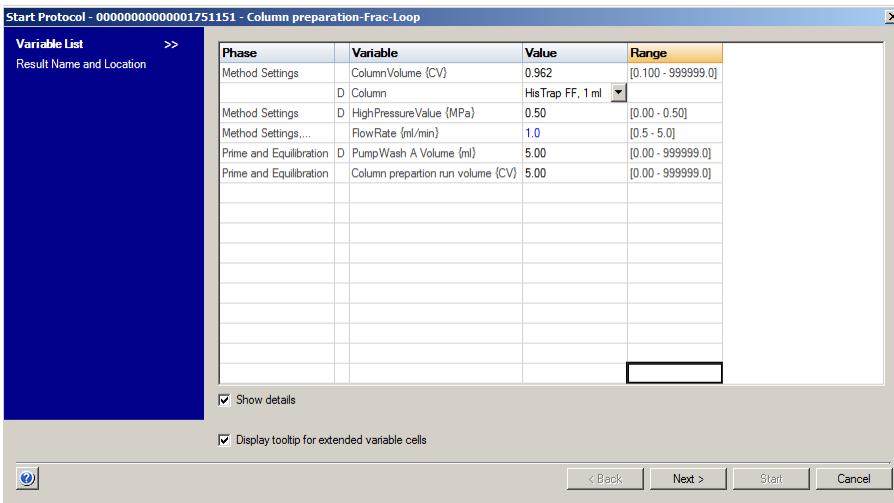 Start Protocol - 00000000000001751151 - Column preparation-Frac-Loop
Variable List >>
Result Name and Location
Phase Variable Value Range
Method Settings ColumnVolume {CV} 0.962 [0.100 - 999999.0]
D Column HisTrap FF, 1 ml
Method Settings D HighPressureValue {MPa} 0.50 [0.00 - 0.50]
Method Settings,... FlowRate {ml/min} 1.0 [0.5 - 5.0]
Prime and Equilibration D PumpWash A Volume {ml} 5.00 [0.00 - 999999.0]
Prime and Equilibration Column prepartion run volume {CV} 5.00 [0.00 - 999999.0]
Show details
Display tooltip for extended variable cells
? < Back Next > Start Cancel